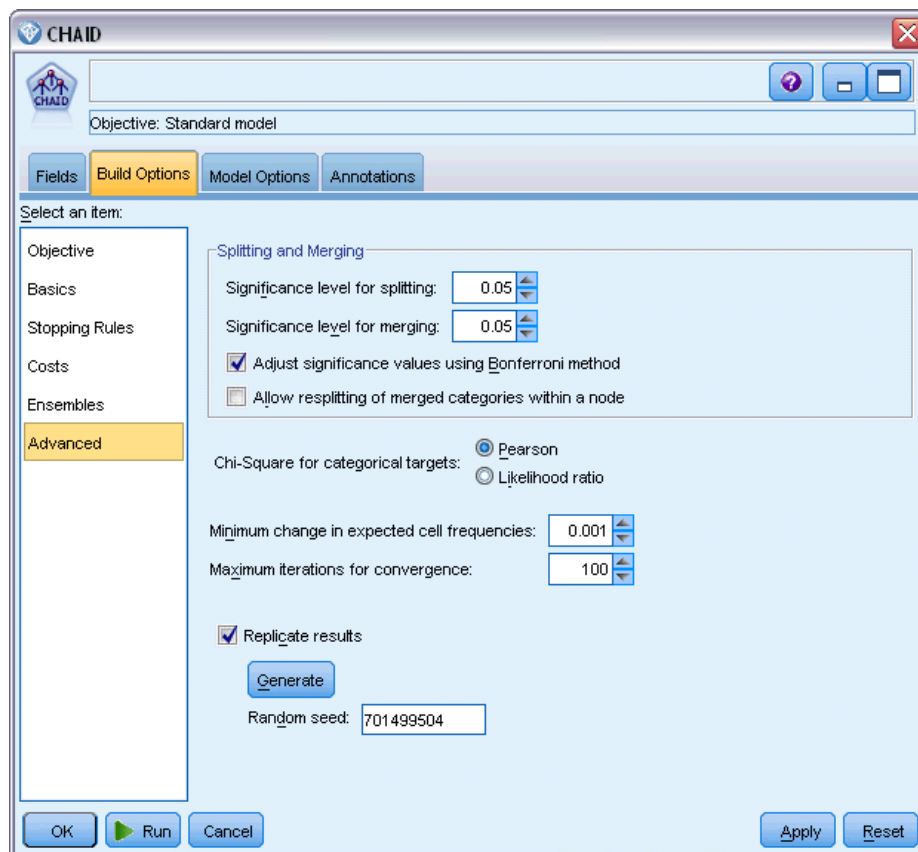 CHAID
CHAID
Objective: Standard model
Fields
Build Options
Model Options
Annotations
Select an item:
Objective
Basics
Stopping Rules
Costs
Ensembles
Advanced
Splitting and Merging
Significance level for splitting: 0.05
Significance level for merging: 0.05
Adjust significance values using Bonferroni method
Allow resplitting of merged categories within a node
Chi-Square for categorical targets:
Pearson
Likelihood ratio
Minimum change in expected cell frequencies: 0.001
Maximum iterations for convergence: 100
Replicate results
Generate
Random seed: 701499504
OK
Run
Cancel
Apply
Reset